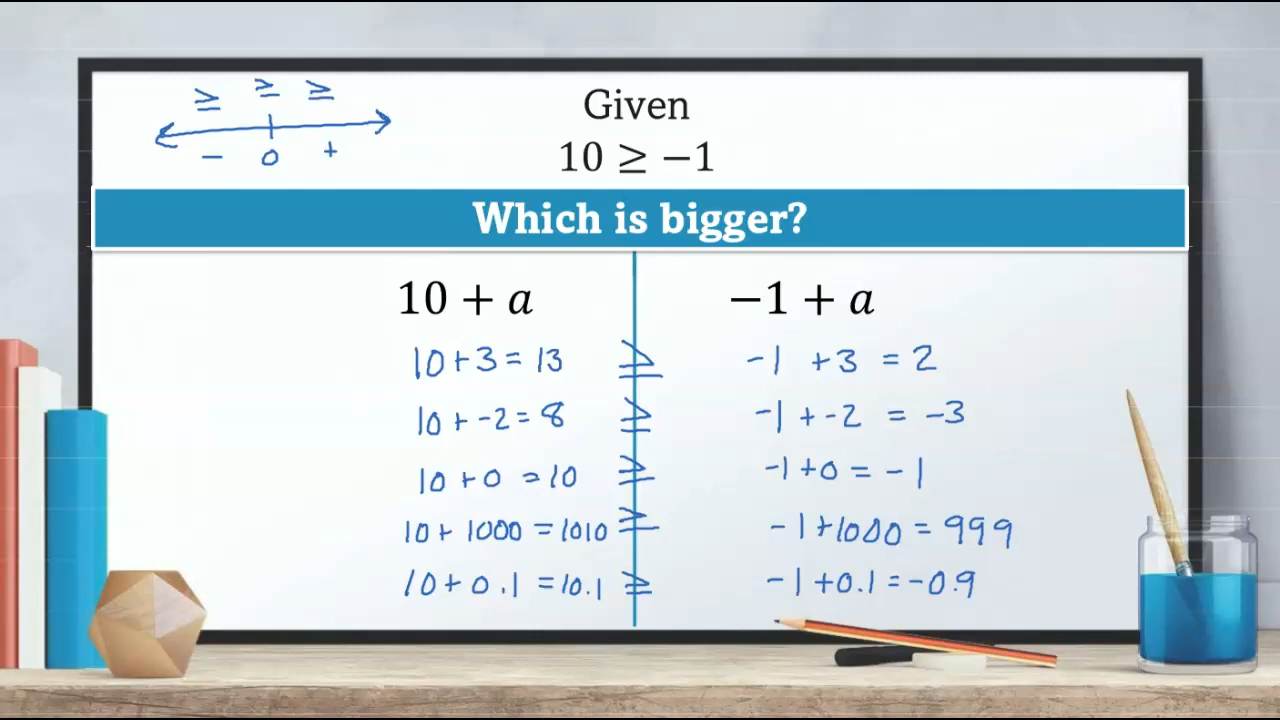 ≥ ≥ ≥
− 0 +
Given
10 ≥ −1
Which is bigger?
10 + a −1 + a
10+3=13 ≥ -1 +3 = 2
10 + -2=8 ≥ -1 + -2 = -3
10 +0 =10 ≥ -1+0 = -1
10+ 1000 =1010 ≥ -1+1000 = 999
10+ 0.1 =10.1 ≥ -1 +0.1 =-0.9